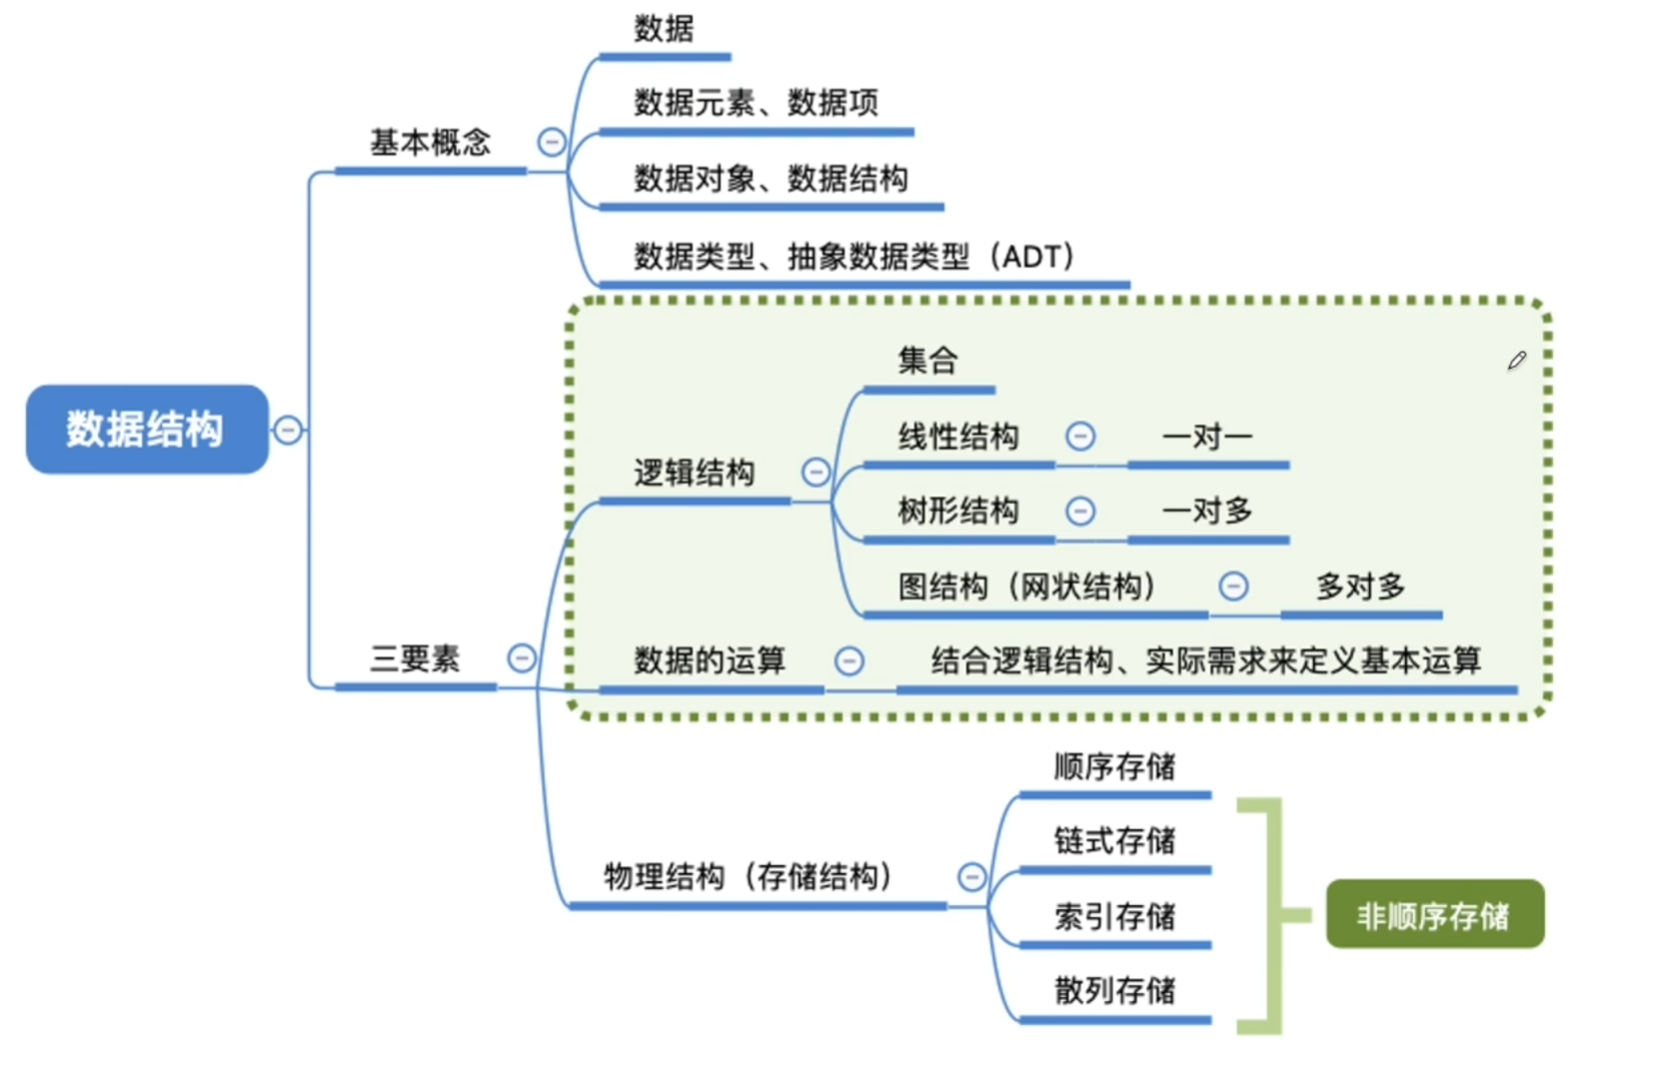 数据
数据元素、数据项
基本概念
数据对象、数据结构
数据类型、抽象数据类型（ADT）
数据结构
集合
线性结构
一对一
逻辑结构
树形结构
一对多
图结构（网状结构）
多对多
三要素
数据的运算
结合逻辑结构、实际需求来定义基本运算
顺序存储
链式存储
物理结构（存储结构）
索引存储
非顺序存储
散列存储